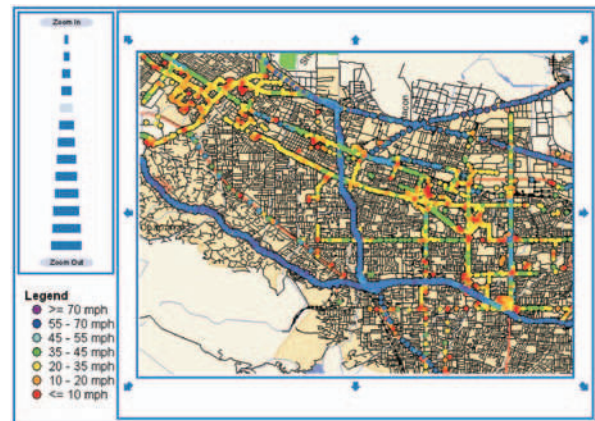 Zoom In
Zoom Out
Legend
>= 70 mph
55 - 70 mph
45 - 55 mph
35 - 45 mph
20 - 35 mph
10 - 20 mph
<= 10 mph